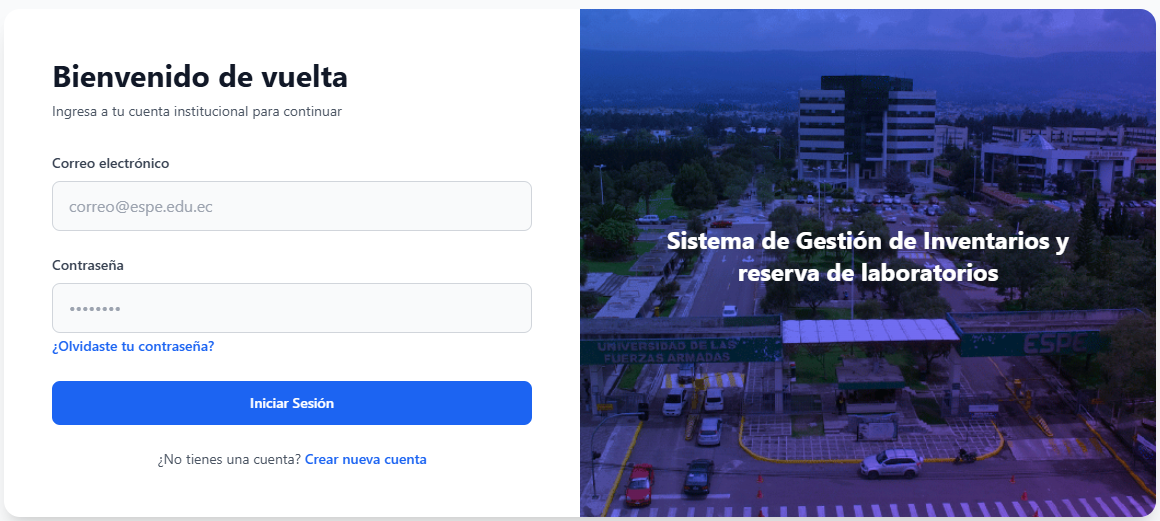 Bienvenido de vuelta
Ingresa a tu cuenta institucional para continuar
Correo electrónico
correo@espe.edu.ec
Contraseña
••••••••
¿Olvidaste tu contraseña?
Iniciar Sesión
¿No tienes una cuenta? Crear nueva cuenta
Sistema de Gestión de Inventarios y
reserva de laboratorios
UNIVERSIDAD DE LAS
FUERZAS ARMADAS
ESPE